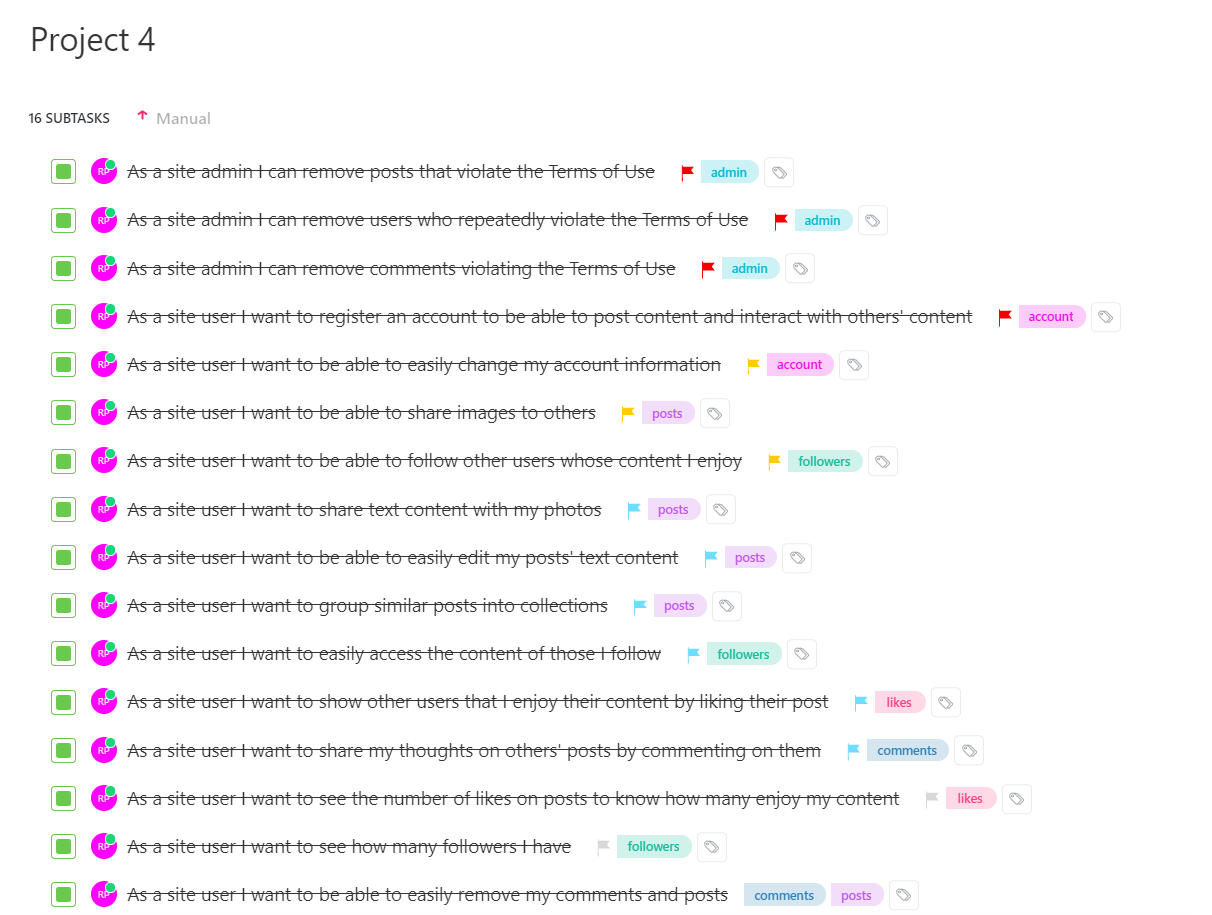 Project 4
16 SUBTASKS Manual
RP As a site admin I can remove posts that violate the Terms of Use admin
RP As a site admin I can remove users who repeatedly violate the Terms of Use admin
RP As a site admin I can remove comments violating the Terms of Use admin
RP As a site user I want to register an account to be able to post content and interact with others' content account
RP As a site user I want to be able to easily change my account information account
RP As a site user I want to be able to share images to others posts
RP As a site user I want to be able to follow other users whose content I enjoy followers
RP As a site user I want to share text content with my photos posts
RP As a site user I want to be able to easily edit my posts' text content posts
RP As a site user I want to group similar posts into collections posts
RP As a site user I want to easily access the content of those I follow followers
RP As a site user I want to show other users that I enjoy their content by liking their post likes
RP As a site user I want to share my thoughts on others' posts by commenting on them comments
RP As a site user I want to see the number of likes on posts to know how many enjoy my content likes
RP As a site user I want to see how many followers I have followers
RP As a site user I want to be able to easily remove my comments and posts comments posts